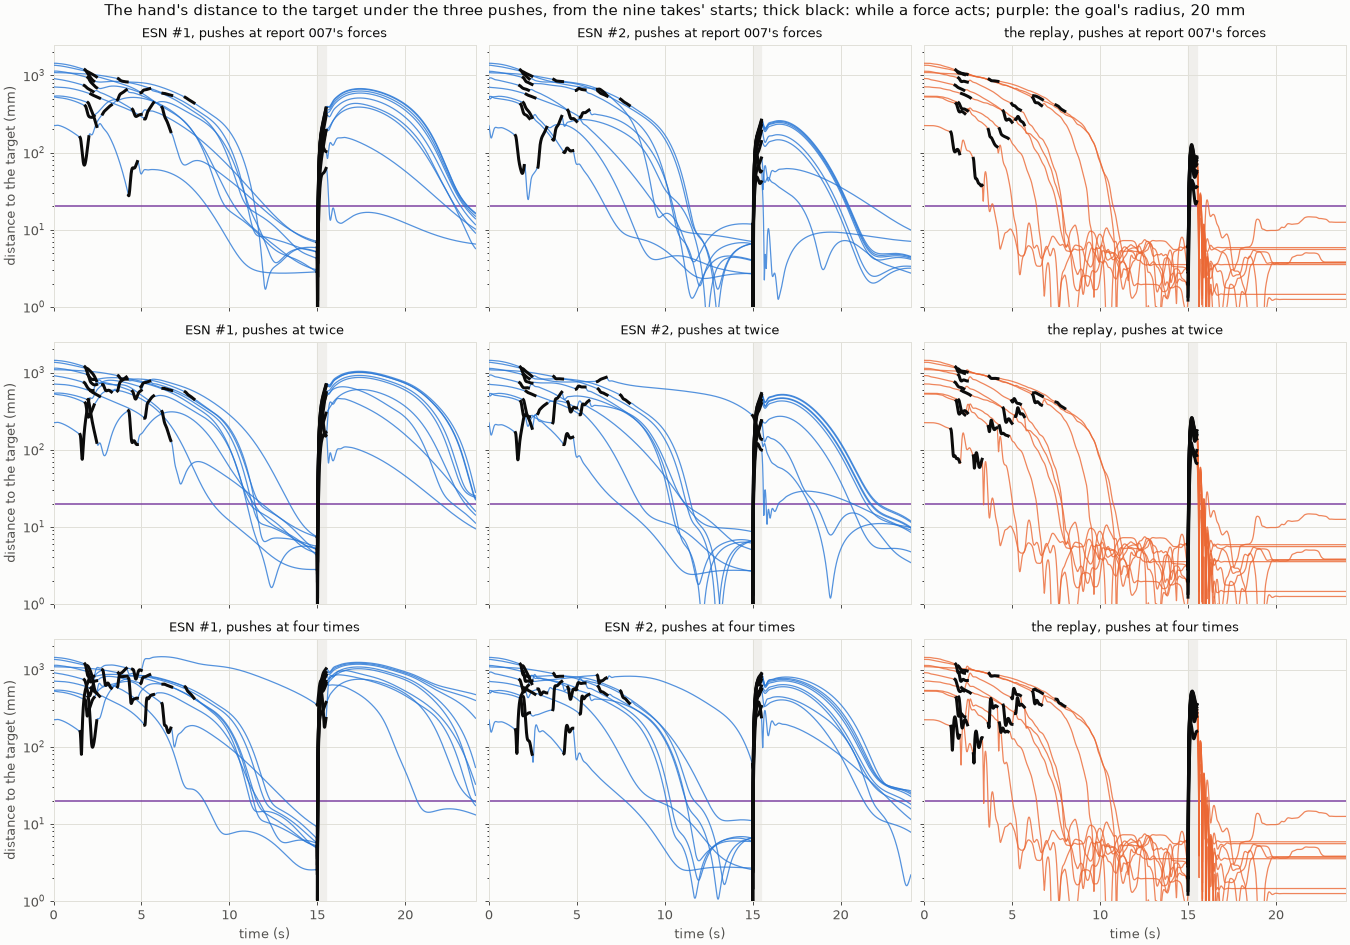 The hand's distance to the target under the three pushes, from the nine takes' starts; thick black: while a force acts; purple: the goal's radius, 20 mm
ESN #1, pushes at report 007's forces
ESN #2, pushes at report 007's forces
the replay, pushes at report 007's forces
distance to the target (mm)
10³
10²
10¹
10⁰
ESN #1, pushes at twice
ESN #2, pushes at twice
the replay, pushes at twice
distance to the target (mm)
10³
10²
10¹
10⁰
ESN #1, pushes at four times
ESN #2, pushes at four times
the replay, pushes at four times
distance to the target (mm)
10³
10²
10¹
10⁰
0 5 10 15 20
0 5 10 15 20
0 5 10 15 20
time (s)
time (s)
time (s)